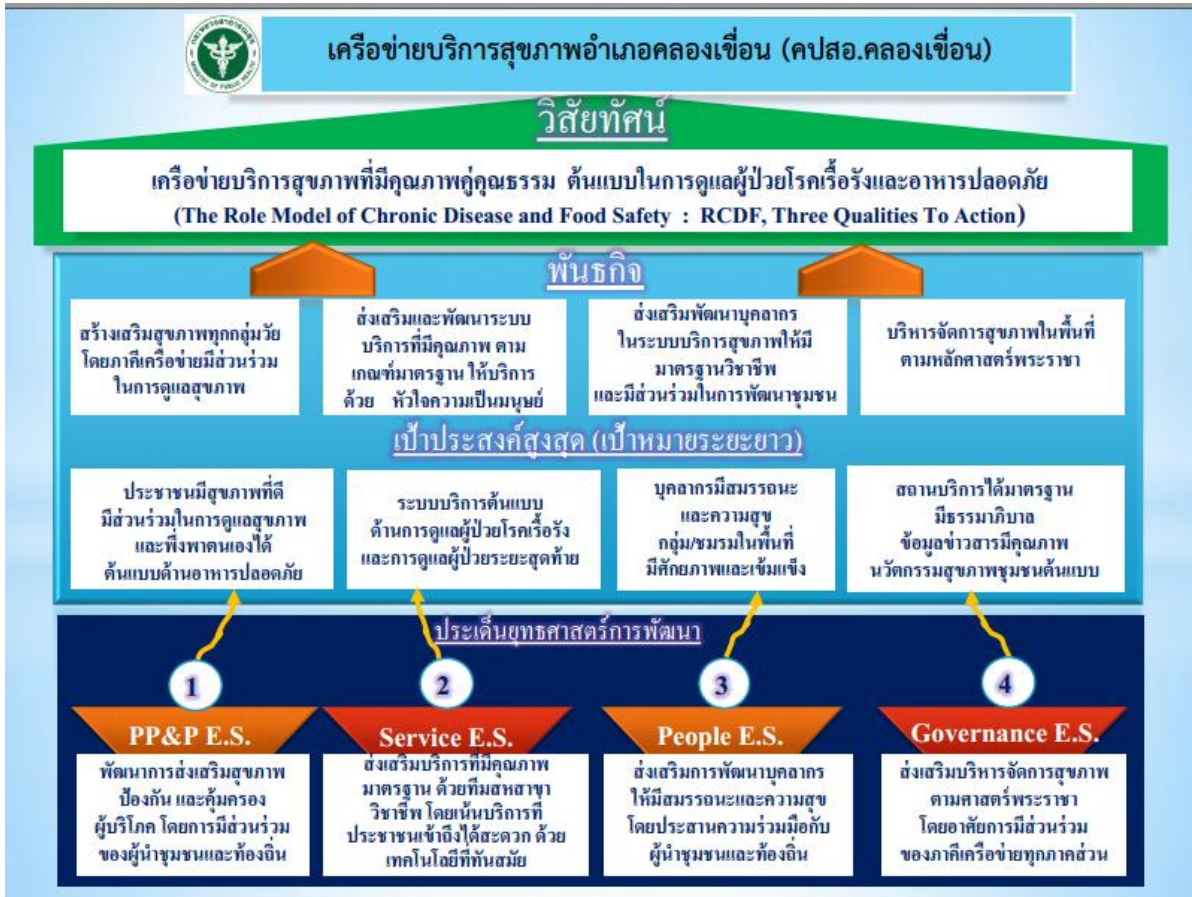 เครือข่ายบริการสุขภาพอำเภอคลองเขื่อน (คปสอ.คลองเขื่อน)
วิสัยทัศน์
เครือข่ายบริการสุขภาพที่มีคุณภาพคู่คุณธรรม ต้นแบบในการดูแลผู้ป่วยโรคเรื้อรังและอาหารปลอดภัย
(The Role Model of Chronic Disease and Food Safety : RCDF, Three Qualities To Action)
พันธกิจ
สร้างเสริมสุขภาพทุกกลุ่มวัย
โดยภาคีเครือข่ายมีส่วนร่วม
ในการดูแลสุขภาพ
ส่งเสริมและพัฒนาระบบ
บริการที่มีคุณภาพ ตาม
เกณฑ์มาตรฐาน ให้บริการ
ด้วย หัวใจความเป็นมนุษย์
ส่งเสริมพัฒนาบุคลากร
ในระบบบริการสุขภาพให้มี
มาตรฐานวิชาชีพ
และมีส่วนร่วมในการพัฒนาชุมชน
บริหารจัดการสุขภาพในพื้นที่
ตามหลักศาสตร์พระราชา
เป้าประสงค์สูงสุด (เป้าหมายระยะยาว)
ประชาชนมีสุขภาพที่ดี
มีส่วนร่วมในการดูแลสุขภาพ
และพึ่งพาตนเองได้
ต้นแบบด้านอาหารปลอดภัย
ระบบบริการต้นแบบ
ด้านการดูแลผู้ป่วยโรคเรื้อรัง
และการดูแลผู้ป่วยระยะสุดท้าย
บุคลากรมีสมรรถนะ
และความสุข
กลุ่ม/ชมรมในพื้นที่
มีศักยภาพและเข้มแข็ง
สถานบริการได้มาตรฐาน
มีธรรมาภิบาล
ข้อมูลข่าวสารมีคุณภาพ
นวัตกรรมสุขภาพชุมชนต้นแบบ
ประเด็นยุทธศาสตร์การพัฒนา
1
PP&P E.S.
พัฒนาการส่งเสริมสุขภาพ
ป้องกัน และคุ้มครอง
ผู้บริโภค โดยการมีส่วนร่วม
ของผู้นำชุมชนและท้องถิ่น
2
Service E.S.
ส่งเสริมบริการที่มีคุณภาพ
มาตรฐาน ด้วยทีมสหสาขา
วิชาชีพ โดยเน้นบริการที่
ประชาชนเข้าถึงได้สะดวก ด้วย
เทคโนโลยีที่ทันสมัย
3
People E.S.
ส่งเสริมการพัฒนาบุคลากร
ให้มีสมรรถนะและความสุข
โดยประสานความร่วมมือกับ
ผู้นำชุมชนและท้องถิ่น
4
Governance E.S.
ส่งเสริมบริหารจัดการสุขภาพ
ตามศาสตร์พระราชา
โดยอาศัยการมีส่วนร่วม
ของภาคีเครือข่ายทุกภาคส่วน